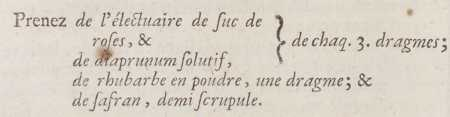 Prenez de l'électuaire de ſuc de
roſes, &
de diaprunum ſolutif, } de chaq. 3. dragmes;
de rhubarbe en poudre, une dragme; &
de ſafran, demi ſcrupule.